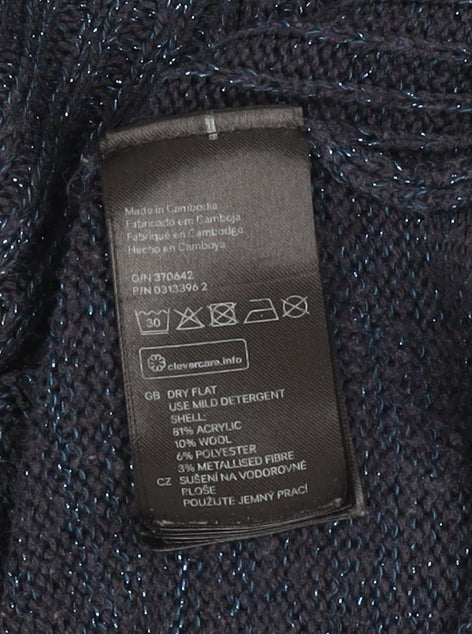 Made in Cambodia
Fabricado em Camboja
Fabriqué en Cambodge
Hecho en Camboya
O/N 370642
P/N 0313396 2
30
clevercare.info
GB DRY FLAT
USE MILD DETERGENT
SHELL:
81% ACRYLIC
10% WOOL
6% POLYESTER
3% METALLISED FIBRE
CZ SUŠENÍ NA VODOROVNÉ
PLOŠE
POUŽIJTE JEMNÝ PRACÍ